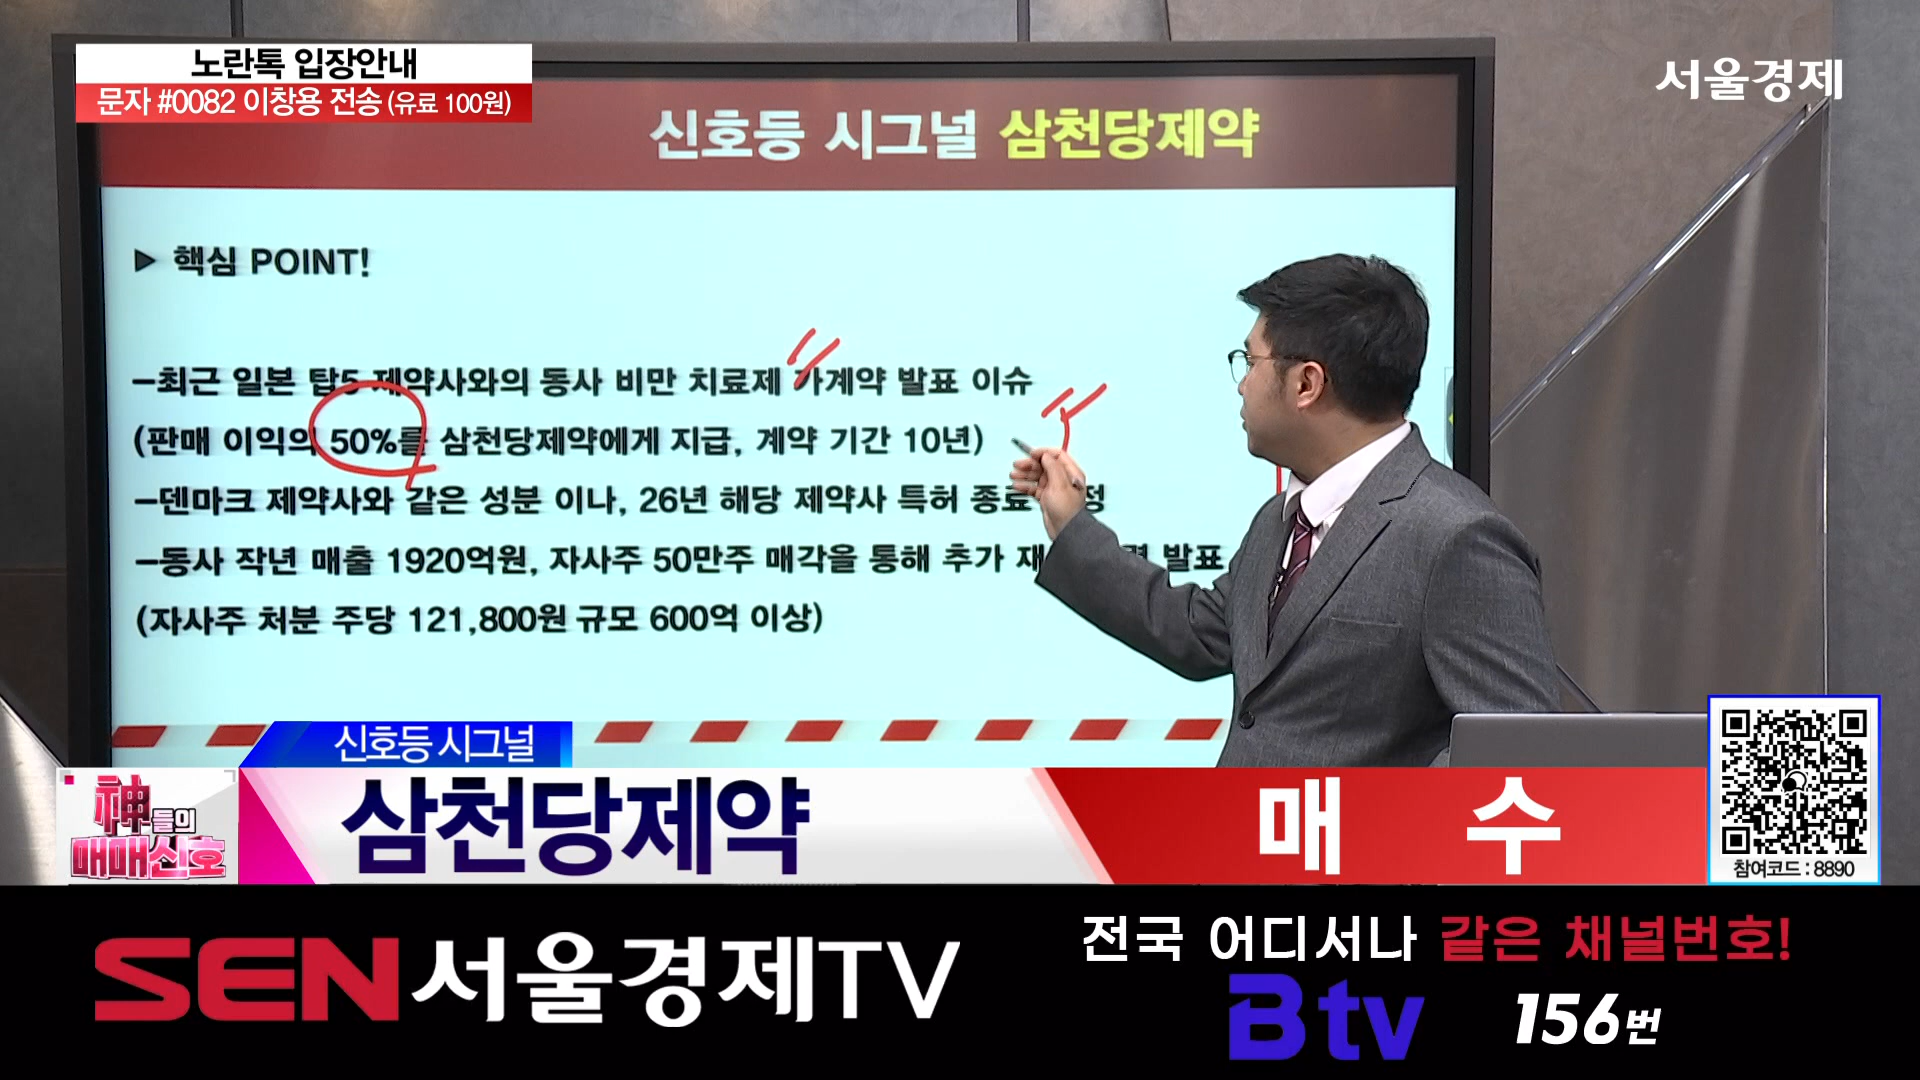 노란톡 입장안내
문자 #0082 이창용 전송 (유료 100원)
서울경제
신호등 시그널 삼천당제약
▶ 핵심 POINT!
-최근 일본 탑5 제약사와의 동사 비만 치료제 가계약 발표 이슈
(판매 이익의 50%를 삼천당제약에게 지급, 계약 기간 10년)
-덴마크 제약사와 같은 성분 이나, 26년 해당 제약사 특허 종료
-동사 작년 매출 1920억원, 자사주 50만주 매각을 통해 추가 발표
(자사주 처분 주당 121,800원 규모 600억 이상)
신호등 시그널
神들의
매매신호
삼천당제약
매 수
참여코드 : 8890
SEN서울경제TV
전국 어디서나 같은 채널번호!
B tv 156번